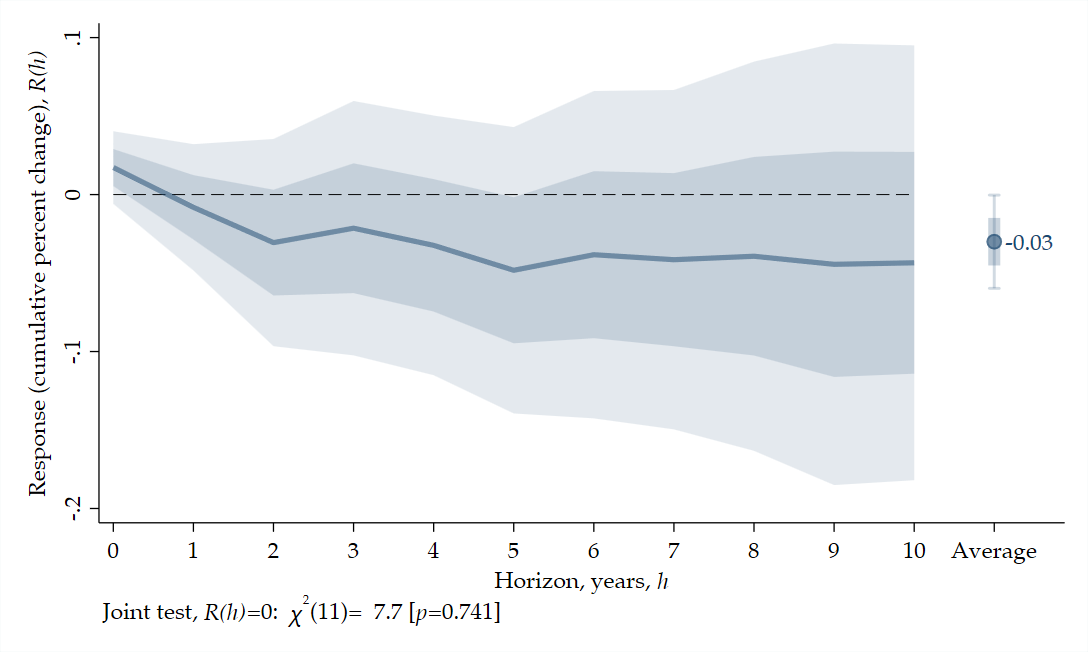 Response (cumulative percent change), R(h)
.1
0
-.1
-.2
0 1 2 3 4 5 6 7 8 9 10 Average
-0.03
Horizon, years, h
Joint test, R(h)=0: χ²(11)= 7.7 [p=0.741]